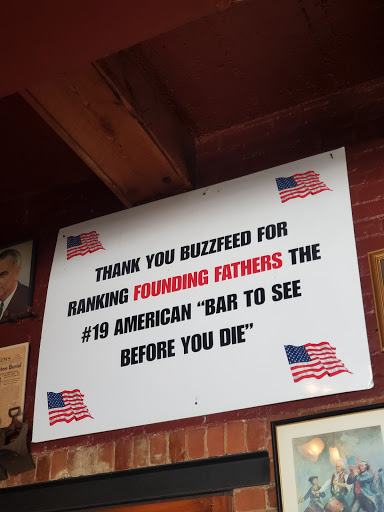 THANK YOU BUZZFEED FOR
RANKING FOUNDING FATHERS THE
#19 AMERICAN "BAR TO SEE
BEFORE YOU DIE"